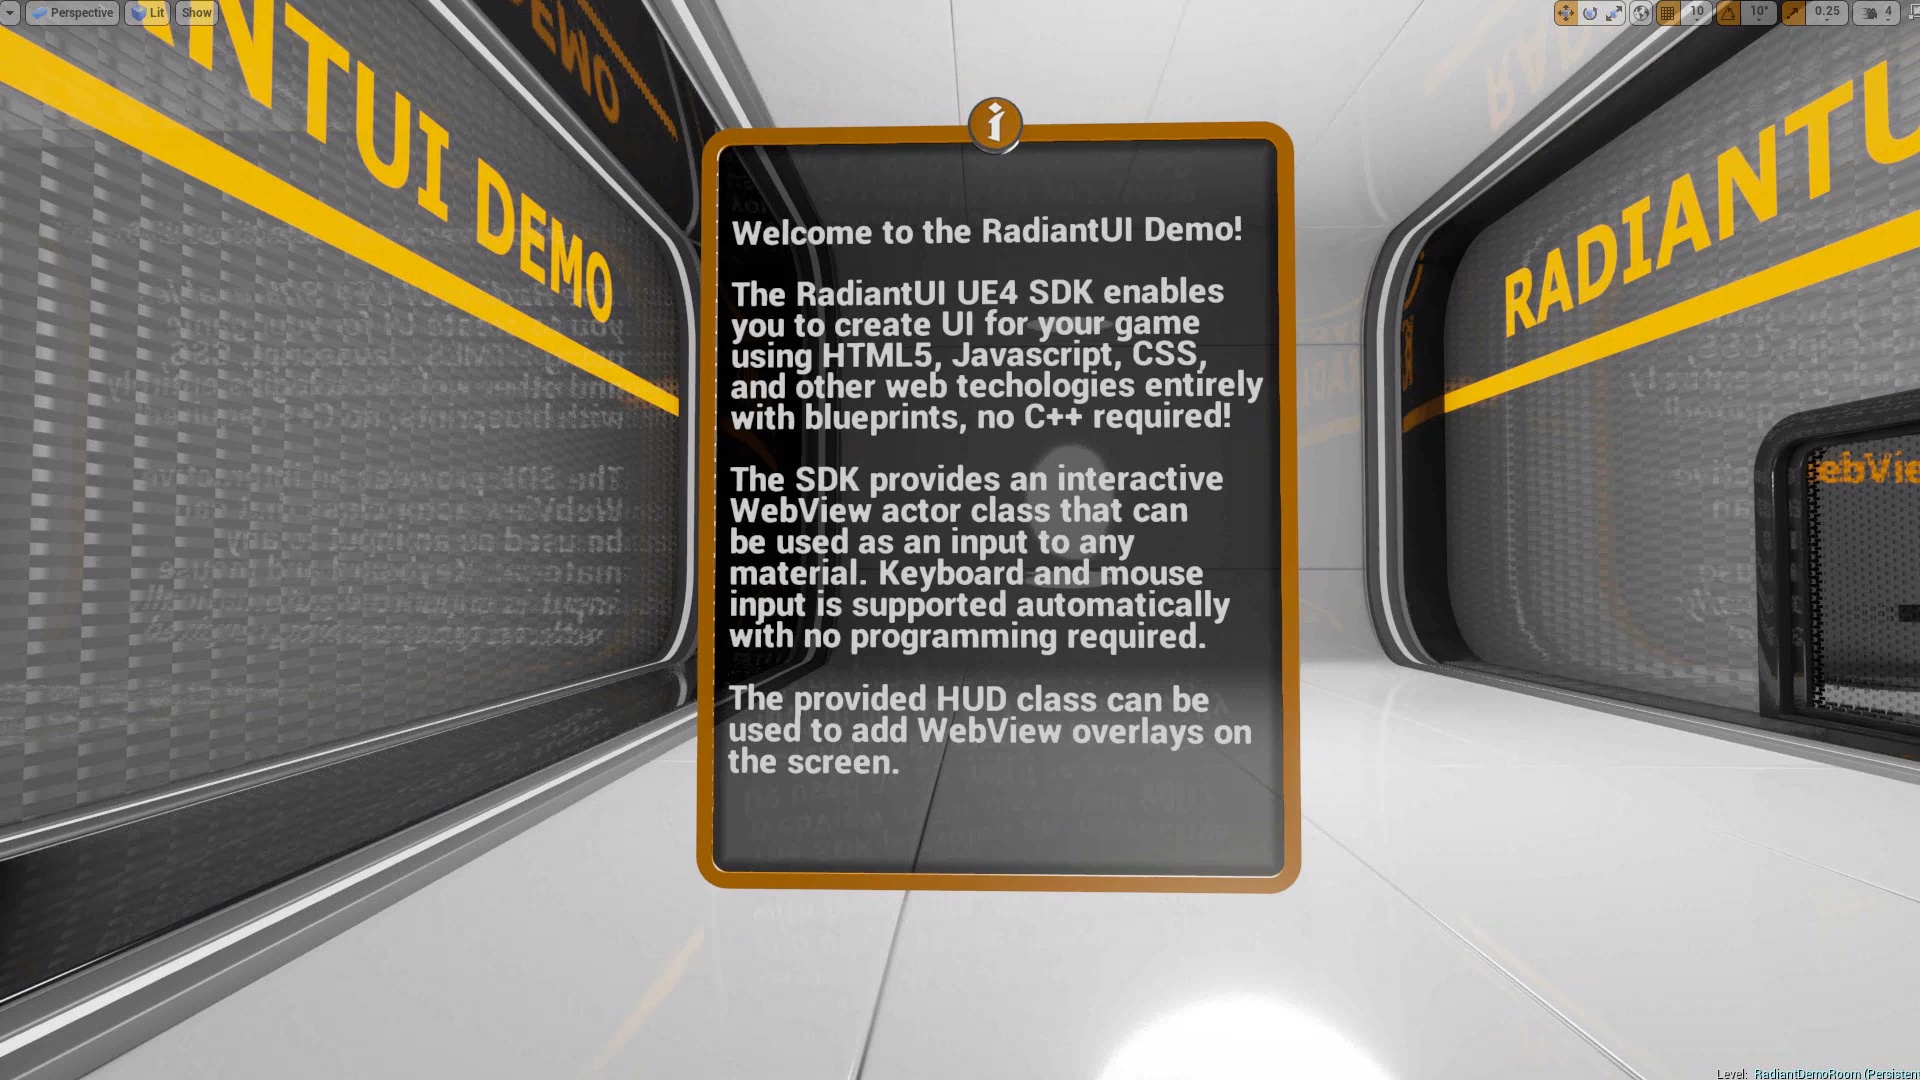 Perspective Lit Show 10 10° 0.25 4
NTUI DEMO
DEMO
RADIANTU
Welcome to the RadiantUI Demo!
The RadiantUI UE4 SDK enables
you to create UI for your game
using HTML5, Javascript, CSS,
and other web techologies entirely
with blueprints, no C++ required!
The SDK provides an interactive
WebView actor class that can
be used as an input to any
material. Keyboard and mouse
input is supported automatically
with no programming required.
The provided HUD class can be
used to add WebView overlays on
the screen.
ebVie
Level: RadiantDemoRoom (Persisten